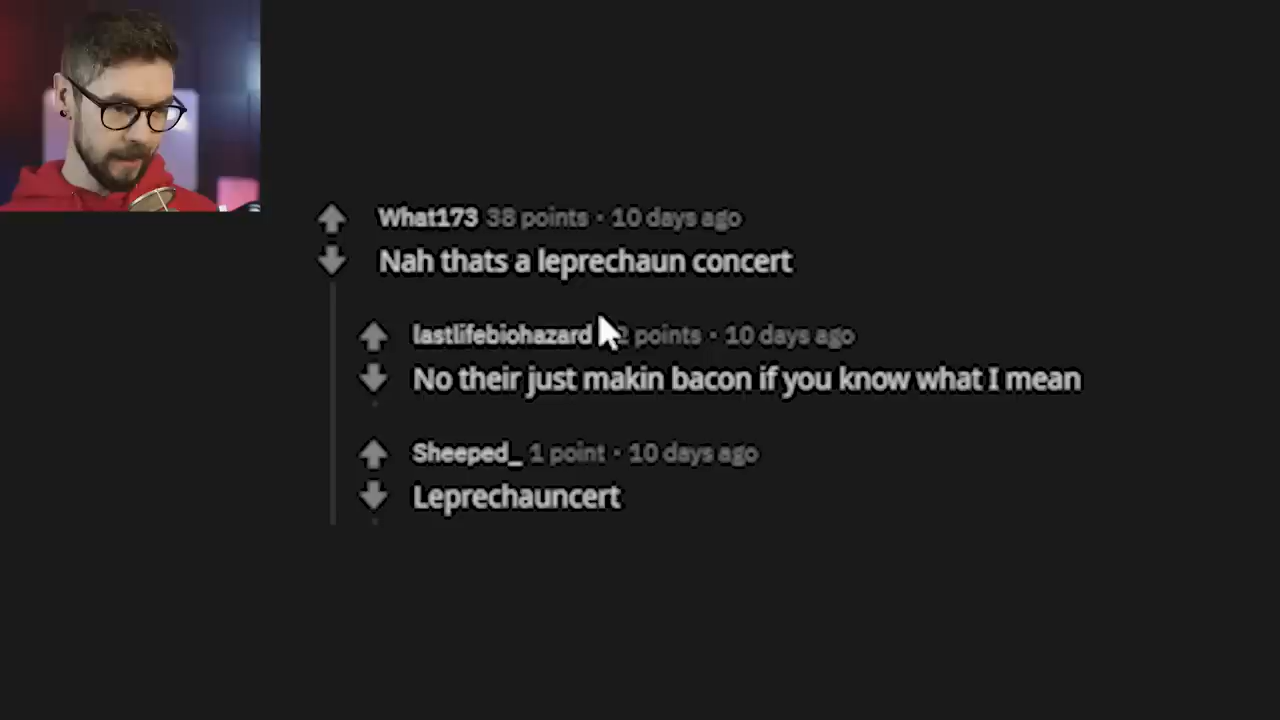 What173 38 points · 10 days ago
Nah thats a leprechaun concert
lastlifebiohazard points · 10 days ago
No their just makin bacon if you know what I mean
Sheeped_ 1 point · 10 days ago
Leprechauncert